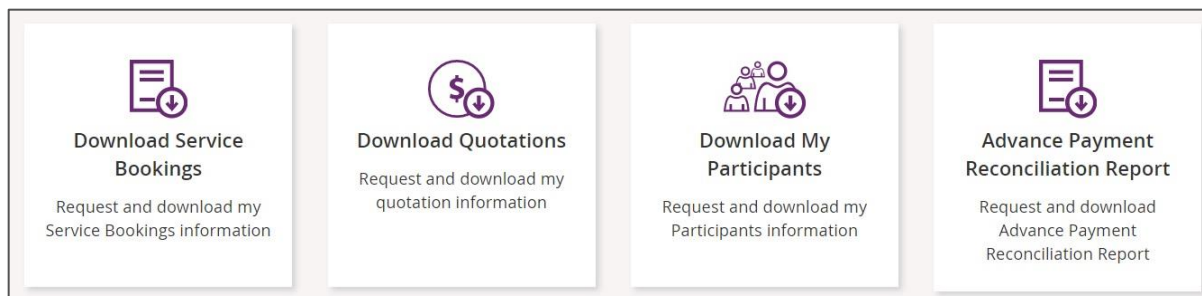 Download Service
Bookings
Request and download my
Service Bookings information
$
Download Quotations
Request and download my
quotation information
Download My
Participants
Request and download my
Participants information
Advance Payment
Reconciliation Report
Request and download
Advance Payment
Reconciliation Report